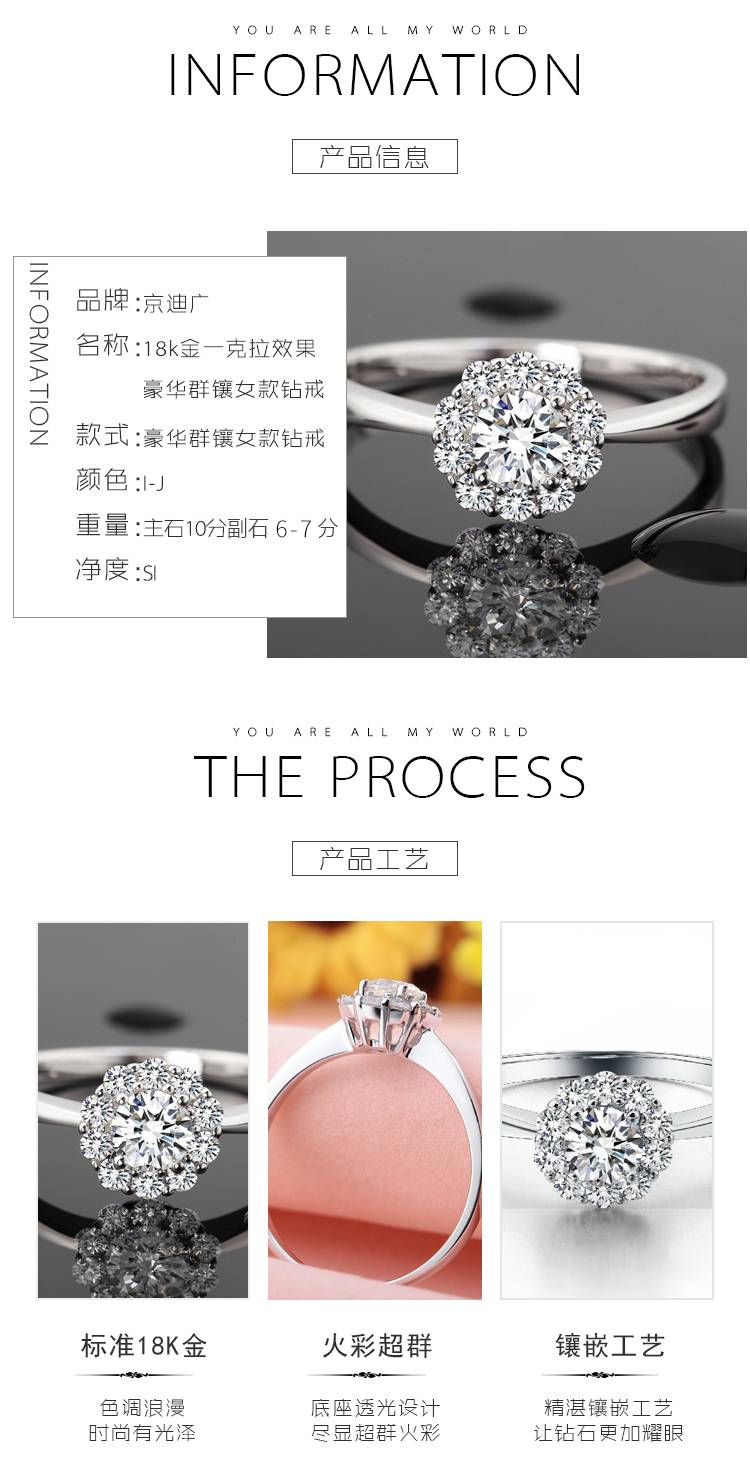 YOU ARE ALL MY WORLD
INFORMATION
产品信息
INFORMATION
品牌:京迪广
名称:18k金一克拉效果
豪华群镶女款钻戒
款式:豪华群镶女款钻戒
颜色:I-J
重量:主石10分副石 6-7分
净度:SI
YOU ARE ALL MY WORLD
THE PROCESS
产品工艺
标准18K金
色调浪漫
时尚有光泽
火彩超群
底座透光设计
尽显超群火彩
镶嵌工艺
精湛镶嵌工艺
让钻石更加耀眼